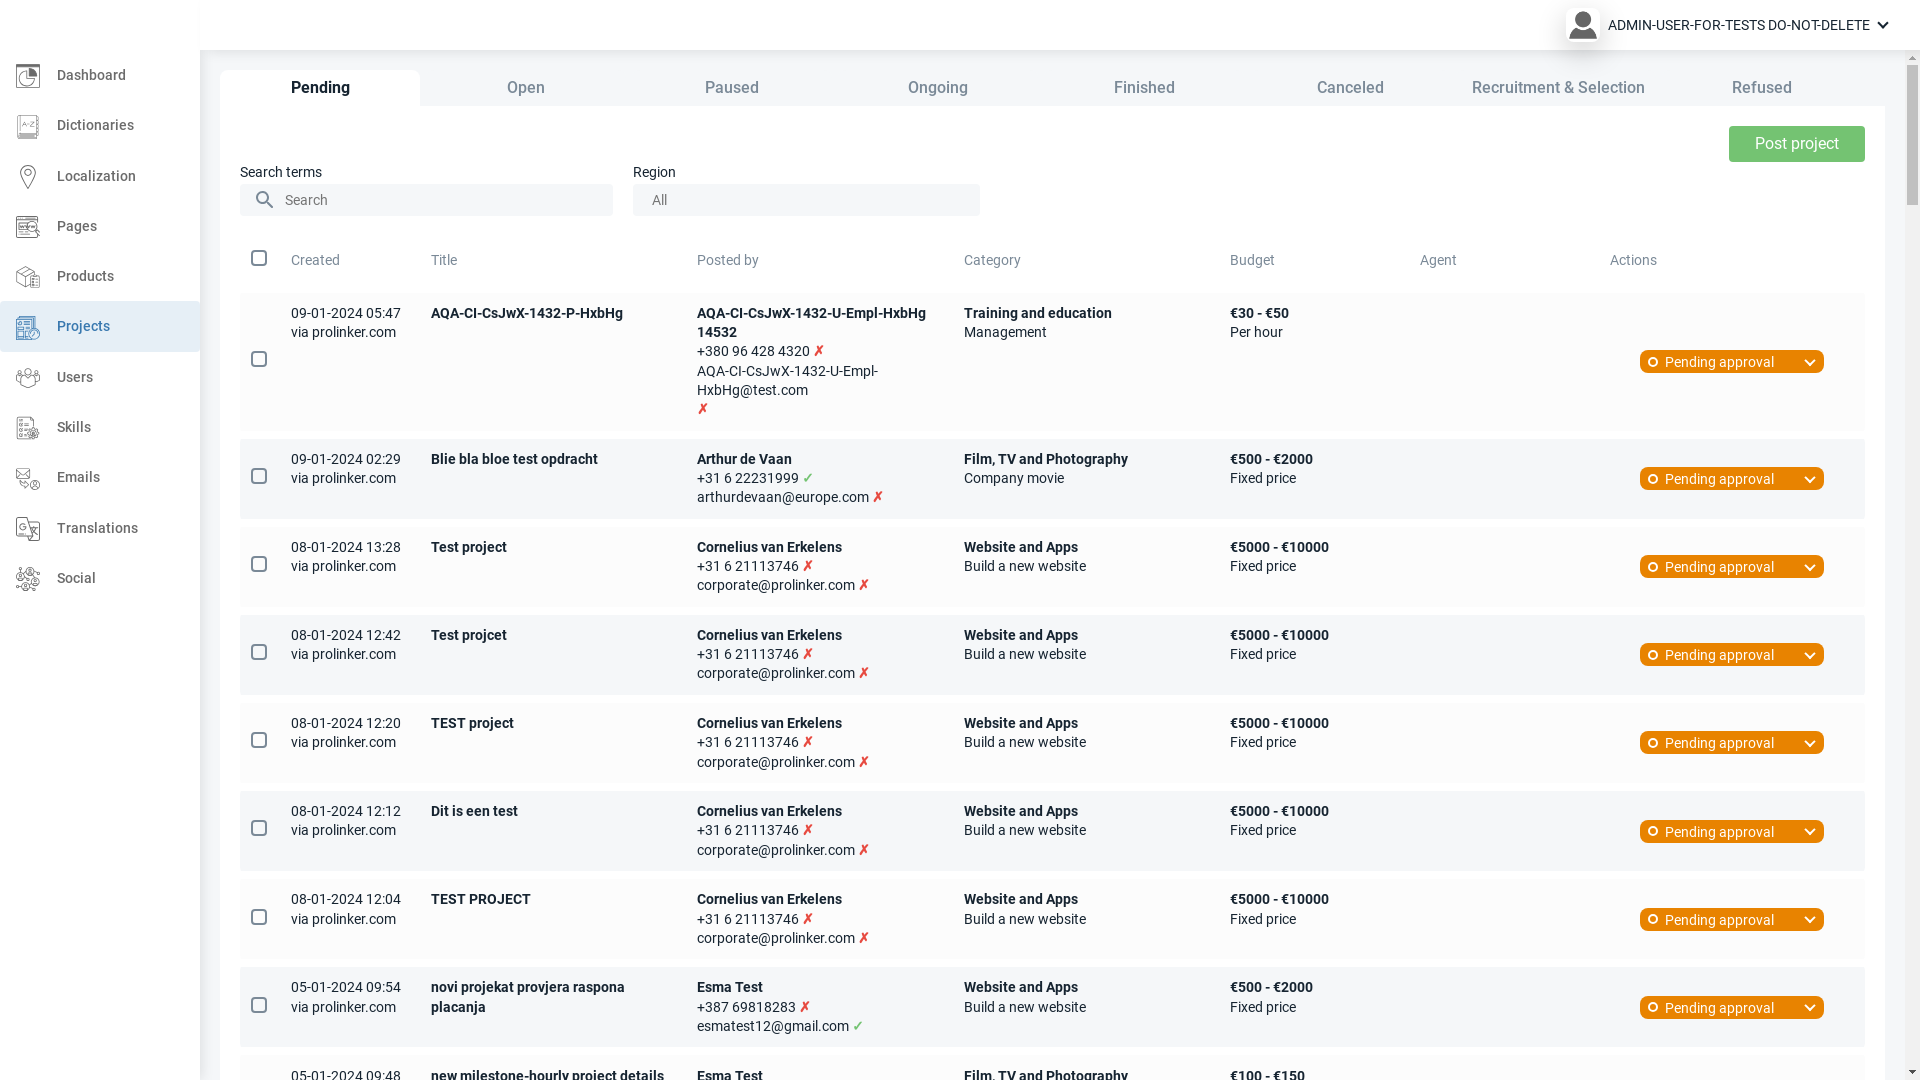 ADMIN-USER-FOR-TESTS DO-NOT-DELETE
Dashboard
Dictionaries
Localization
Pages
Products
Projects
Users
Skills
Emails
Translations
Social
Pending Open Paused Ongoing Finished Canceled Recruitment & Selection Refused
Post project
Search terms Region
Search All
Created Title Posted by Category Budget Agent Actions
09-01-2024 05:47 AQA-CI-CsJwX-1432-P-HxbHg AQA-CI-CsJwX-1432-U-Empl-HxbHg Training and education €30 - €50
via prolinker.com 14532 Management Per hour
+380 96 428 4320 ✗
Pending approval
AQA-CI-CsJwX-1432-U-Empl-
HxbHg@test.com
✗
09-01-2024 02:29 Blie bla bloe test opdracht Arthur de Vaan Film, TV and Photography €500 - €2000
via prolinker.com +31 6 22231999 ✓ Company movie Fixed price Pending approval
arthurdevaan@europe.com ✗
08-01-2024 13:28 Test project Cornelius van Erkelens Website and Apps €5000 - €10000
via prolinker.com +31 6 21113746 ✗ Build a new website Fixed price Pending approval
corporate@prolinker.com ✗
08-01-2024 12:42 Test projcet Cornelius van Erkelens Website and Apps €5000 - €10000
via prolinker.com +31 6 21113746 ✗ Build a new website Fixed price Pending approval
corporate@prolinker.com ✗
08-01-2024 12:20 TEST project Cornelius van Erkelens Website and Apps €5000 - €10000
via prolinker.com +31 6 21113746 ✗ Build a new website Fixed price Pending approval
corporate@prolinker.com ✗
08-01-2024 12:12 Dit is een test Cornelius van Erkelens Website and Apps €5000 - €10000
via prolinker.com +31 6 21113746 ✗ Build a new website Fixed price Pending approval
corporate@prolinker.com ✗
08-01-2024 12:04 TEST PROJECT Cornelius van Erkelens Website and Apps €5000 - €10000
via prolinker.com +31 6 21113746 ✗ Build a new website Fixed price Pending approval
corporate@prolinker.com ✗
05-01-2024 09:54 novi projekat provjera raspona Esma Test Website and Apps €500 - €2000
via prolinker.com placanja +387 69818283 ✗ Build a new website Fixed price Pending approval
esmatest12@gmail.com ✓
05-01-2024 09:48 new milestone-hourly project details Esma Test Film, TV and Photography €100 - €150